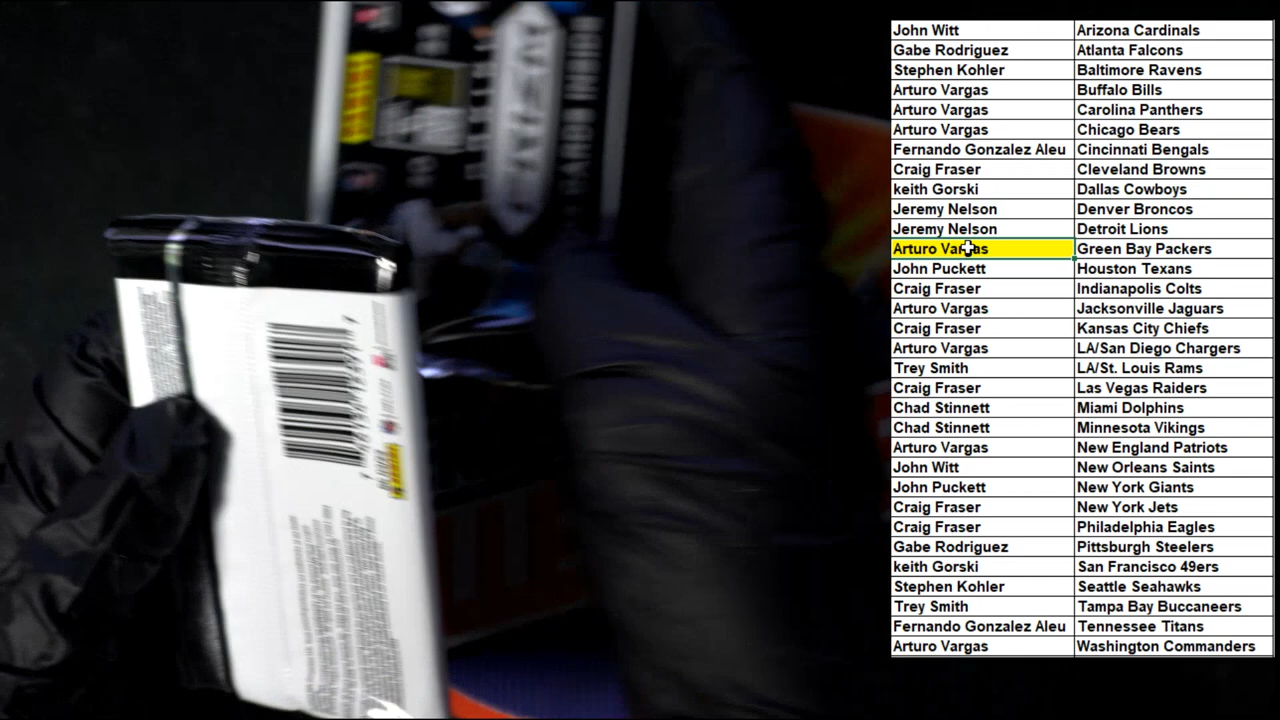 John Witt Arizona Cardinals
Gabe Rodriguez Atlanta Falcons
Stephen Kohler Baltimore Ravens
Arturo Vargas Buffalo Bills
Arturo Vargas Carolina Panthers
Arturo Vargas Chicago Bears
Fernando Gonzalez Aleu Cincinnati Bengals
Craig Fraser Cleveland Browns
keith Gorski Dallas Cowboys
Jeremy Nelson Denver Broncos
Jeremy Nelson Detroit Lions
Arturo Vargas Green Bay Packers
John Puckett Houston Texans
Craig Fraser Indianapolis Colts
Arturo Vargas Jacksonville Jaguars
Craig Fraser Kansas City Chiefs
Arturo Vargas LA/San Diego Chargers
Trey Smith LA/St. Louis Rams
Craig Fraser Las Vegas Raiders
Chad Stinnett Miami Dolphins
Chad Stinnett Minnesota Vikings
Arturo Vargas New England Patriots
John Witt New Orleans Saints
John Puckett New York Giants
Craig Fraser New York Jets
Craig Fraser Philadelphia Eagles
Gabe Rodriguez Pittsburgh Steelers
keith Gorski San Francisco 49ers
Stephen Kohler Seattle Seahawks
Trey Smith Tampa Bay Buccaneers
Fernando Gonzalez Aleu Tennessee Titans
Arturo Vargas Washington Commanders